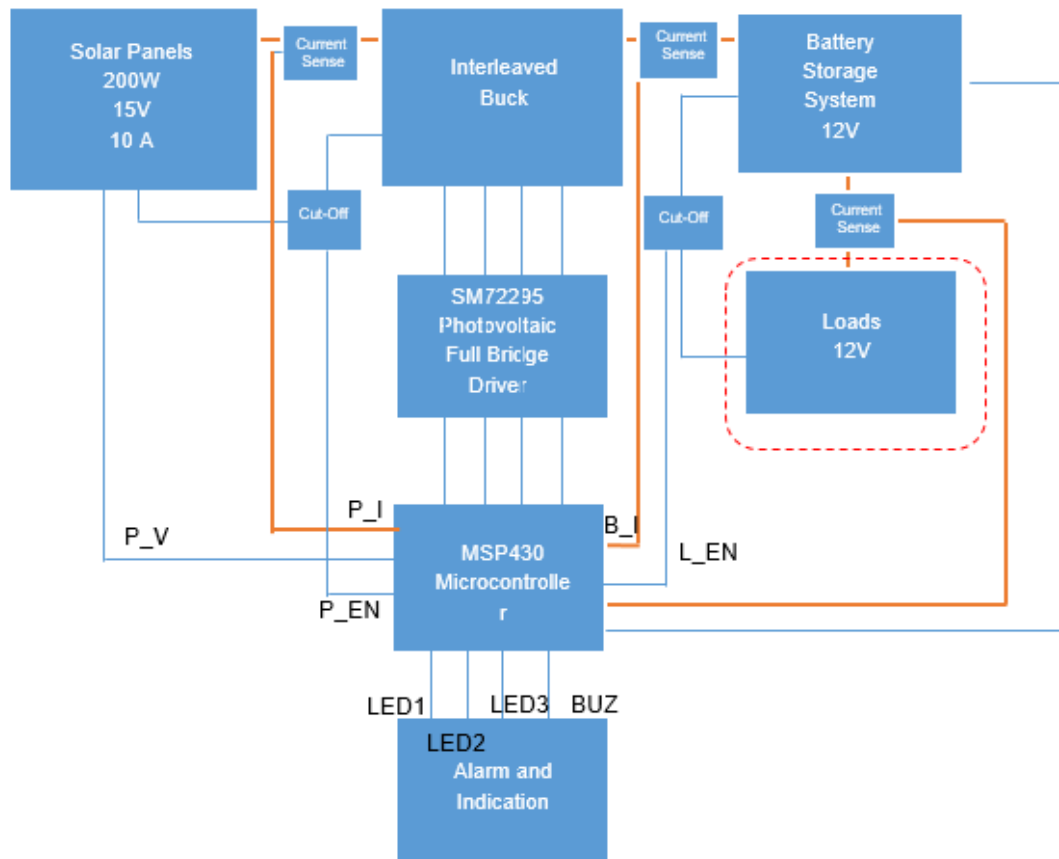 Solar Panels
200W
15V
10 A
Current
Sense
Interleaved
Buck
Current
Sense
Battery
Storage
System
12V
Cut-Off
Cut-Off
Current
Sense
SM72295
Photovoltaic
Full Bridge
Driver
Loads
12V
P_I
B_I
P_V
L_EN
MSP430
Microcontrolle
r
P_EN
LED1
LED3
BUZ
LED2
Alarm and
Indication